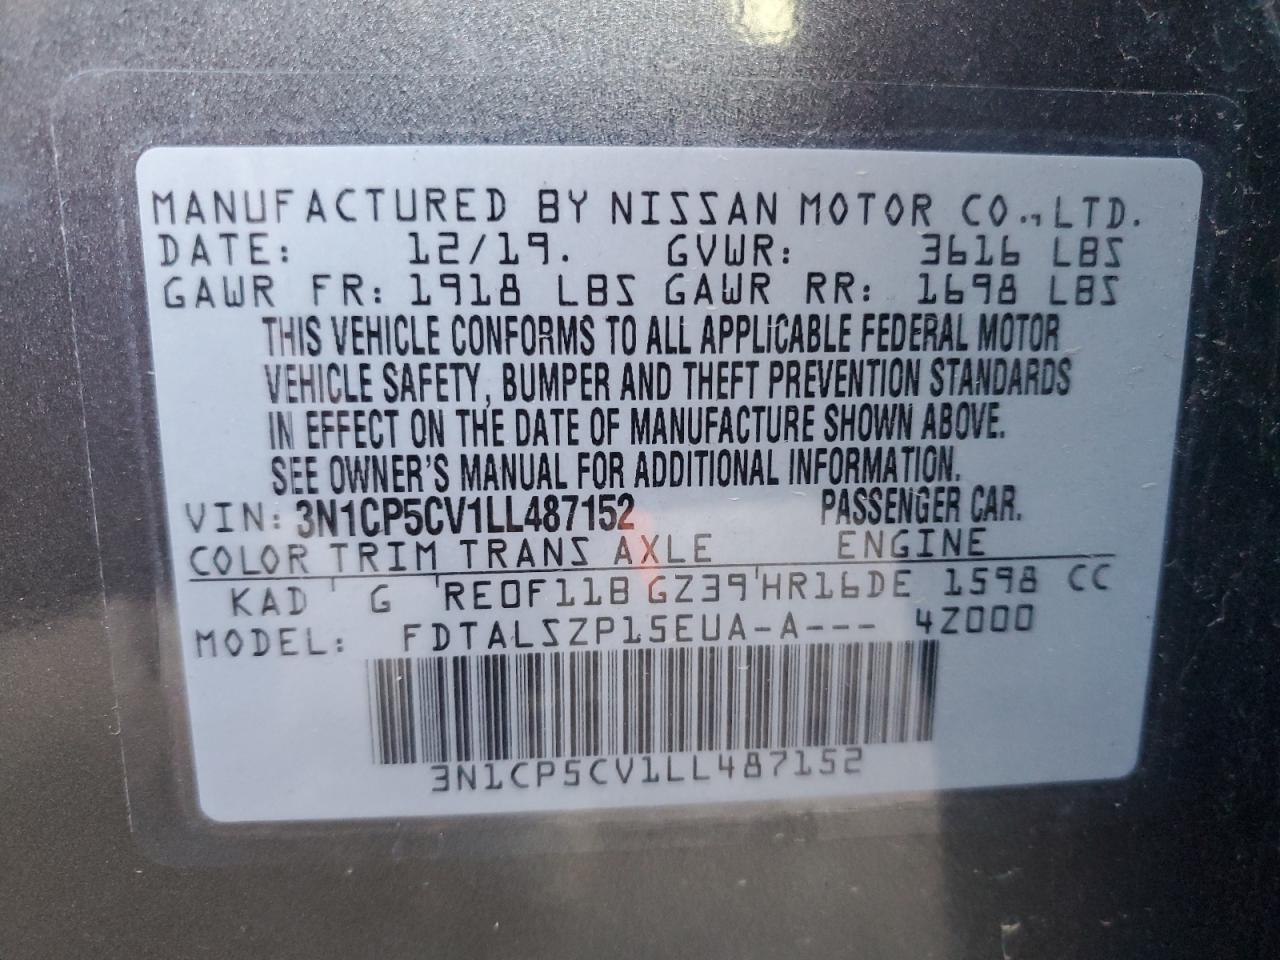 MANUFACTURED BY NISSAN MOTOR CO., LTD.
DATE: 12/19. GVWR: 3616 LBS
GAWR FR: 1918 LBS GAWR RR: 1698 LBS
THIS VEHICLE CONFORMS TO ALL APPLICABLE FEDERAL MOTOR
VEHICLE SAFETY, BUMPER AND THEFT PREVENTION STANDARDS
IN EFFECT ON THE DATE OF MANUFACTURE SHOWN ABOVE.
SEE OWNER'S MANUAL FOR ADDITIONAL INFORMATION.
VIN: 3N1CP5CV1LL487152 PASSENGER CAR.
COLOR TRIM TRANS AXLE ENGINE
KAD G RE0F11B GZ39 HR16DE 1598 CC
MODEL: FDTALSZP15EUA-A--- 4Z000
3N1CP5CV1LL487152